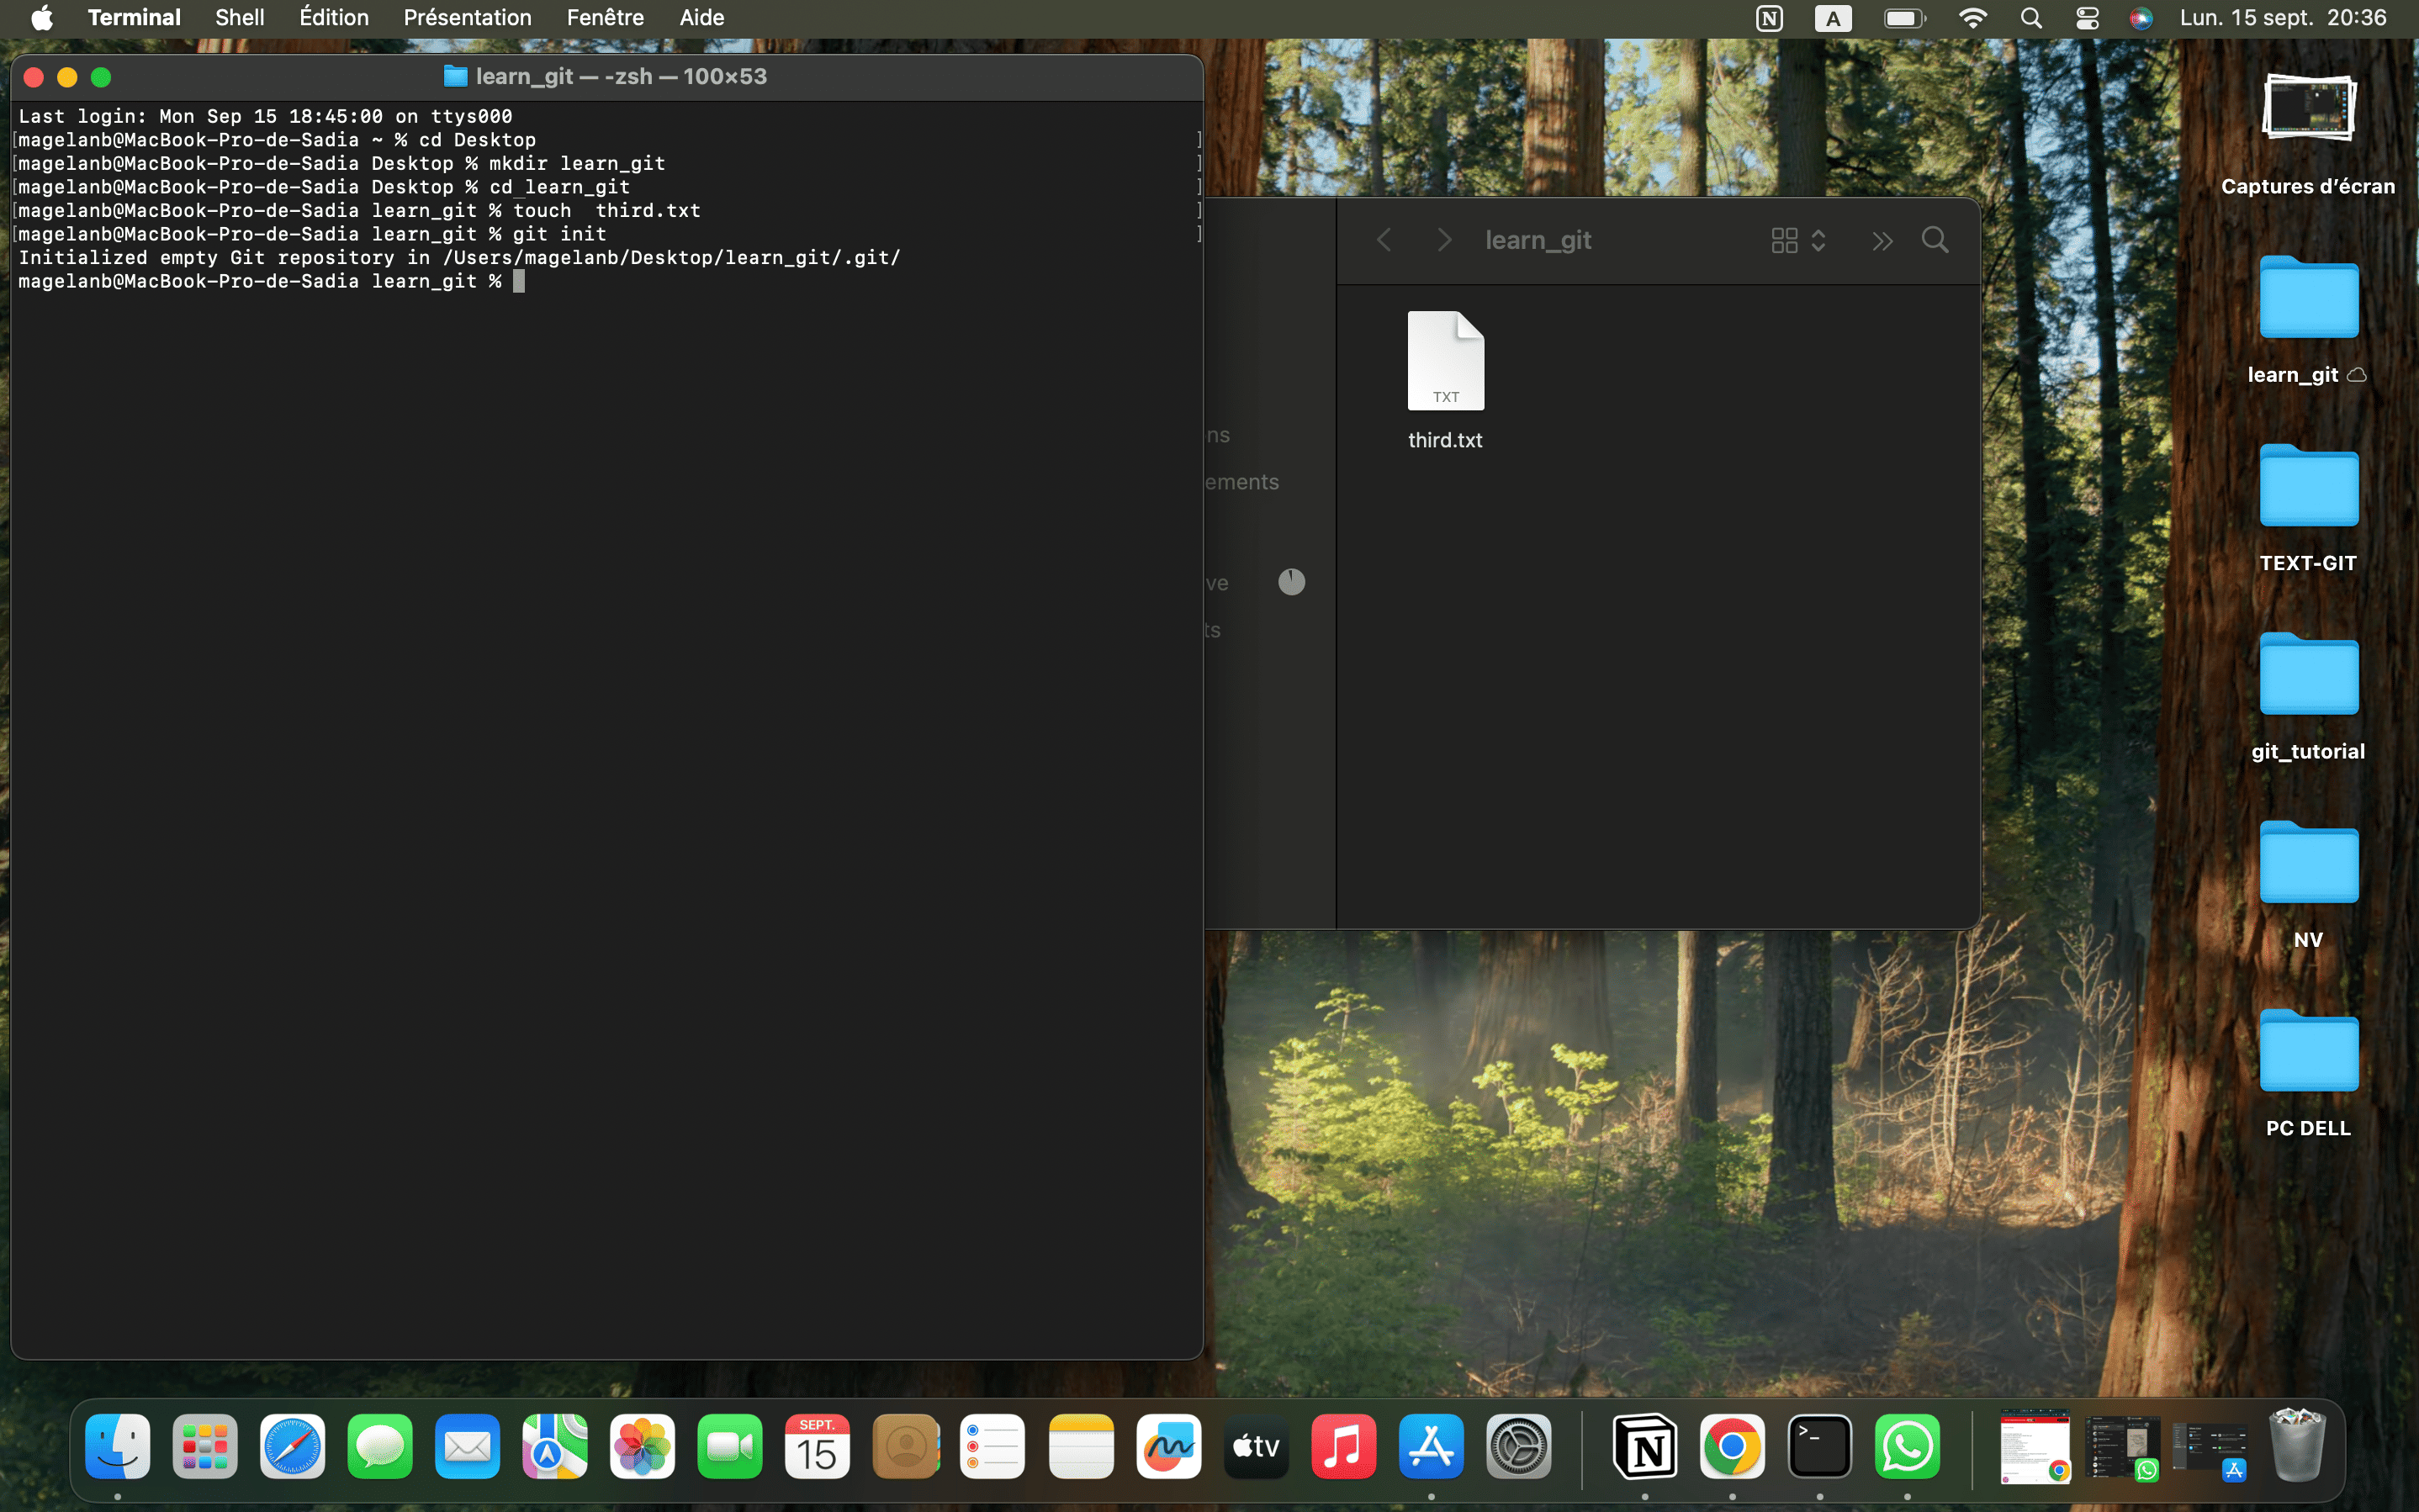 Terminal Shell Édition Présentation Fenêtre Aide
N A Lun. 15 sept. 20:36
learn_git — -zsh — 100×53
Last login: Mon Sep 15 18:45:00 on ttys000
[magelanb@MacBook-Pro-de-Sadia ~ % cd Desktop ]
[magelanb@MacBook-Pro-de-Sadia Desktop % mkdir learn_git ]
[magelanb@MacBook-Pro-de-Sadia Desktop % cd learn_git ]
[magelanb@MacBook-Pro-de-Sadia learn_git % touch  third.txt ]
[magelanb@MacBook-Pro-de-Sadia learn_git % git init ]
Initialized empty Git repository in /Users/magelanb/Desktop/learn_git/.git/
magelanb@MacBook-Pro-de-Sadia learn_git %
learn_git
ns
ements
ve
ts
TXT
third.txt
Captures d’écran
learn_git
TEXT-GIT
git_tutorial
NV
PC DELL
SEPT.
15
tv
N
>_